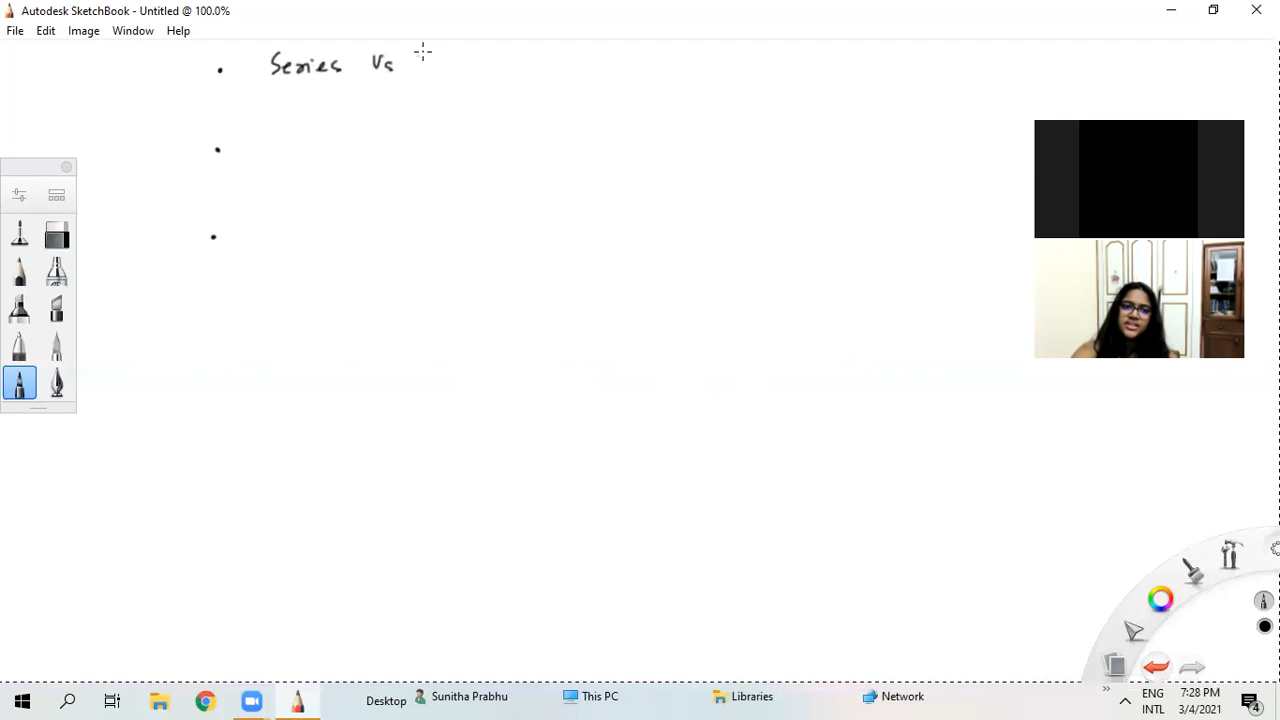 Autodesk SketchBook - Untitled @ 100.0%
File Edit Image Window Help
• Series Vs
•
•
Desktop Sunitha Prabhu This PC Libraries Network
ENG
INTL
7:28 PM
3/4/2021
4